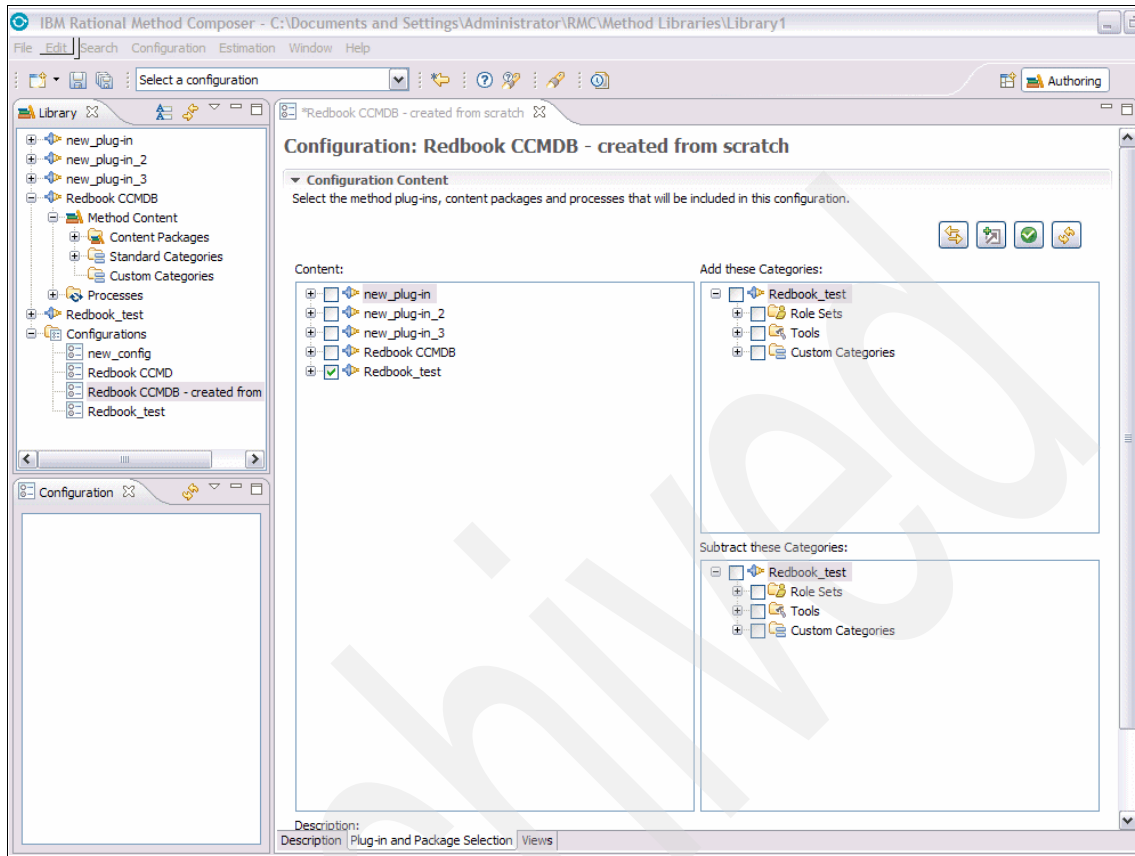 IBM Rational Method Composer - C:\Documents and Settings\Administrator\RMC\Method Libraries\Library1
File Edit Search Configuration Estimation Window Help
Select a configuration
Authoring
Library
new_plug-in
new_plug-in_2
new_plug-in_3
Redbook CCMDB
Method Content
Content Packages
Standard Categories
Custom Categories
Processes
Redbook_test
Configurations
new_config
Redbook CCMD
Redbook CCMDB - created from
Redbook_test
Configuration
*Redbook CCMDB - created from scratch
Configuration: Redbook CCMDB - created from scratch
Configuration Content
Select the method plug-ins, content packages and processes that will be included in this configuration.
Content:
new_plug-in
new_plug-in_2
new_plug-in_3
Redbook CCMDB
Redbook_test
Add these Categories:
Redbook_test
Role Sets
Tools
Custom Categories
Subtract these Categories:
Redbook_test
Role Sets
Tools
Custom Categories
Description:
Description Plug-in and Package Selection Views